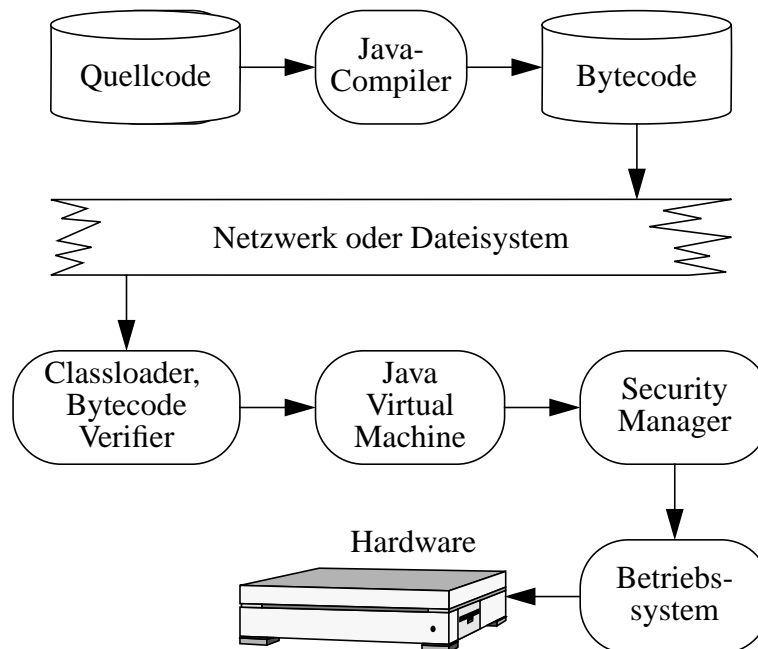 Quellcode
Java-
Compiler
Bytecode
Netzwerk oder Dateisystem
Classloader,
Bytecode
Verifier
Java
Virtual
Machine
Security
Manager
Hardware
Betriebs-
system